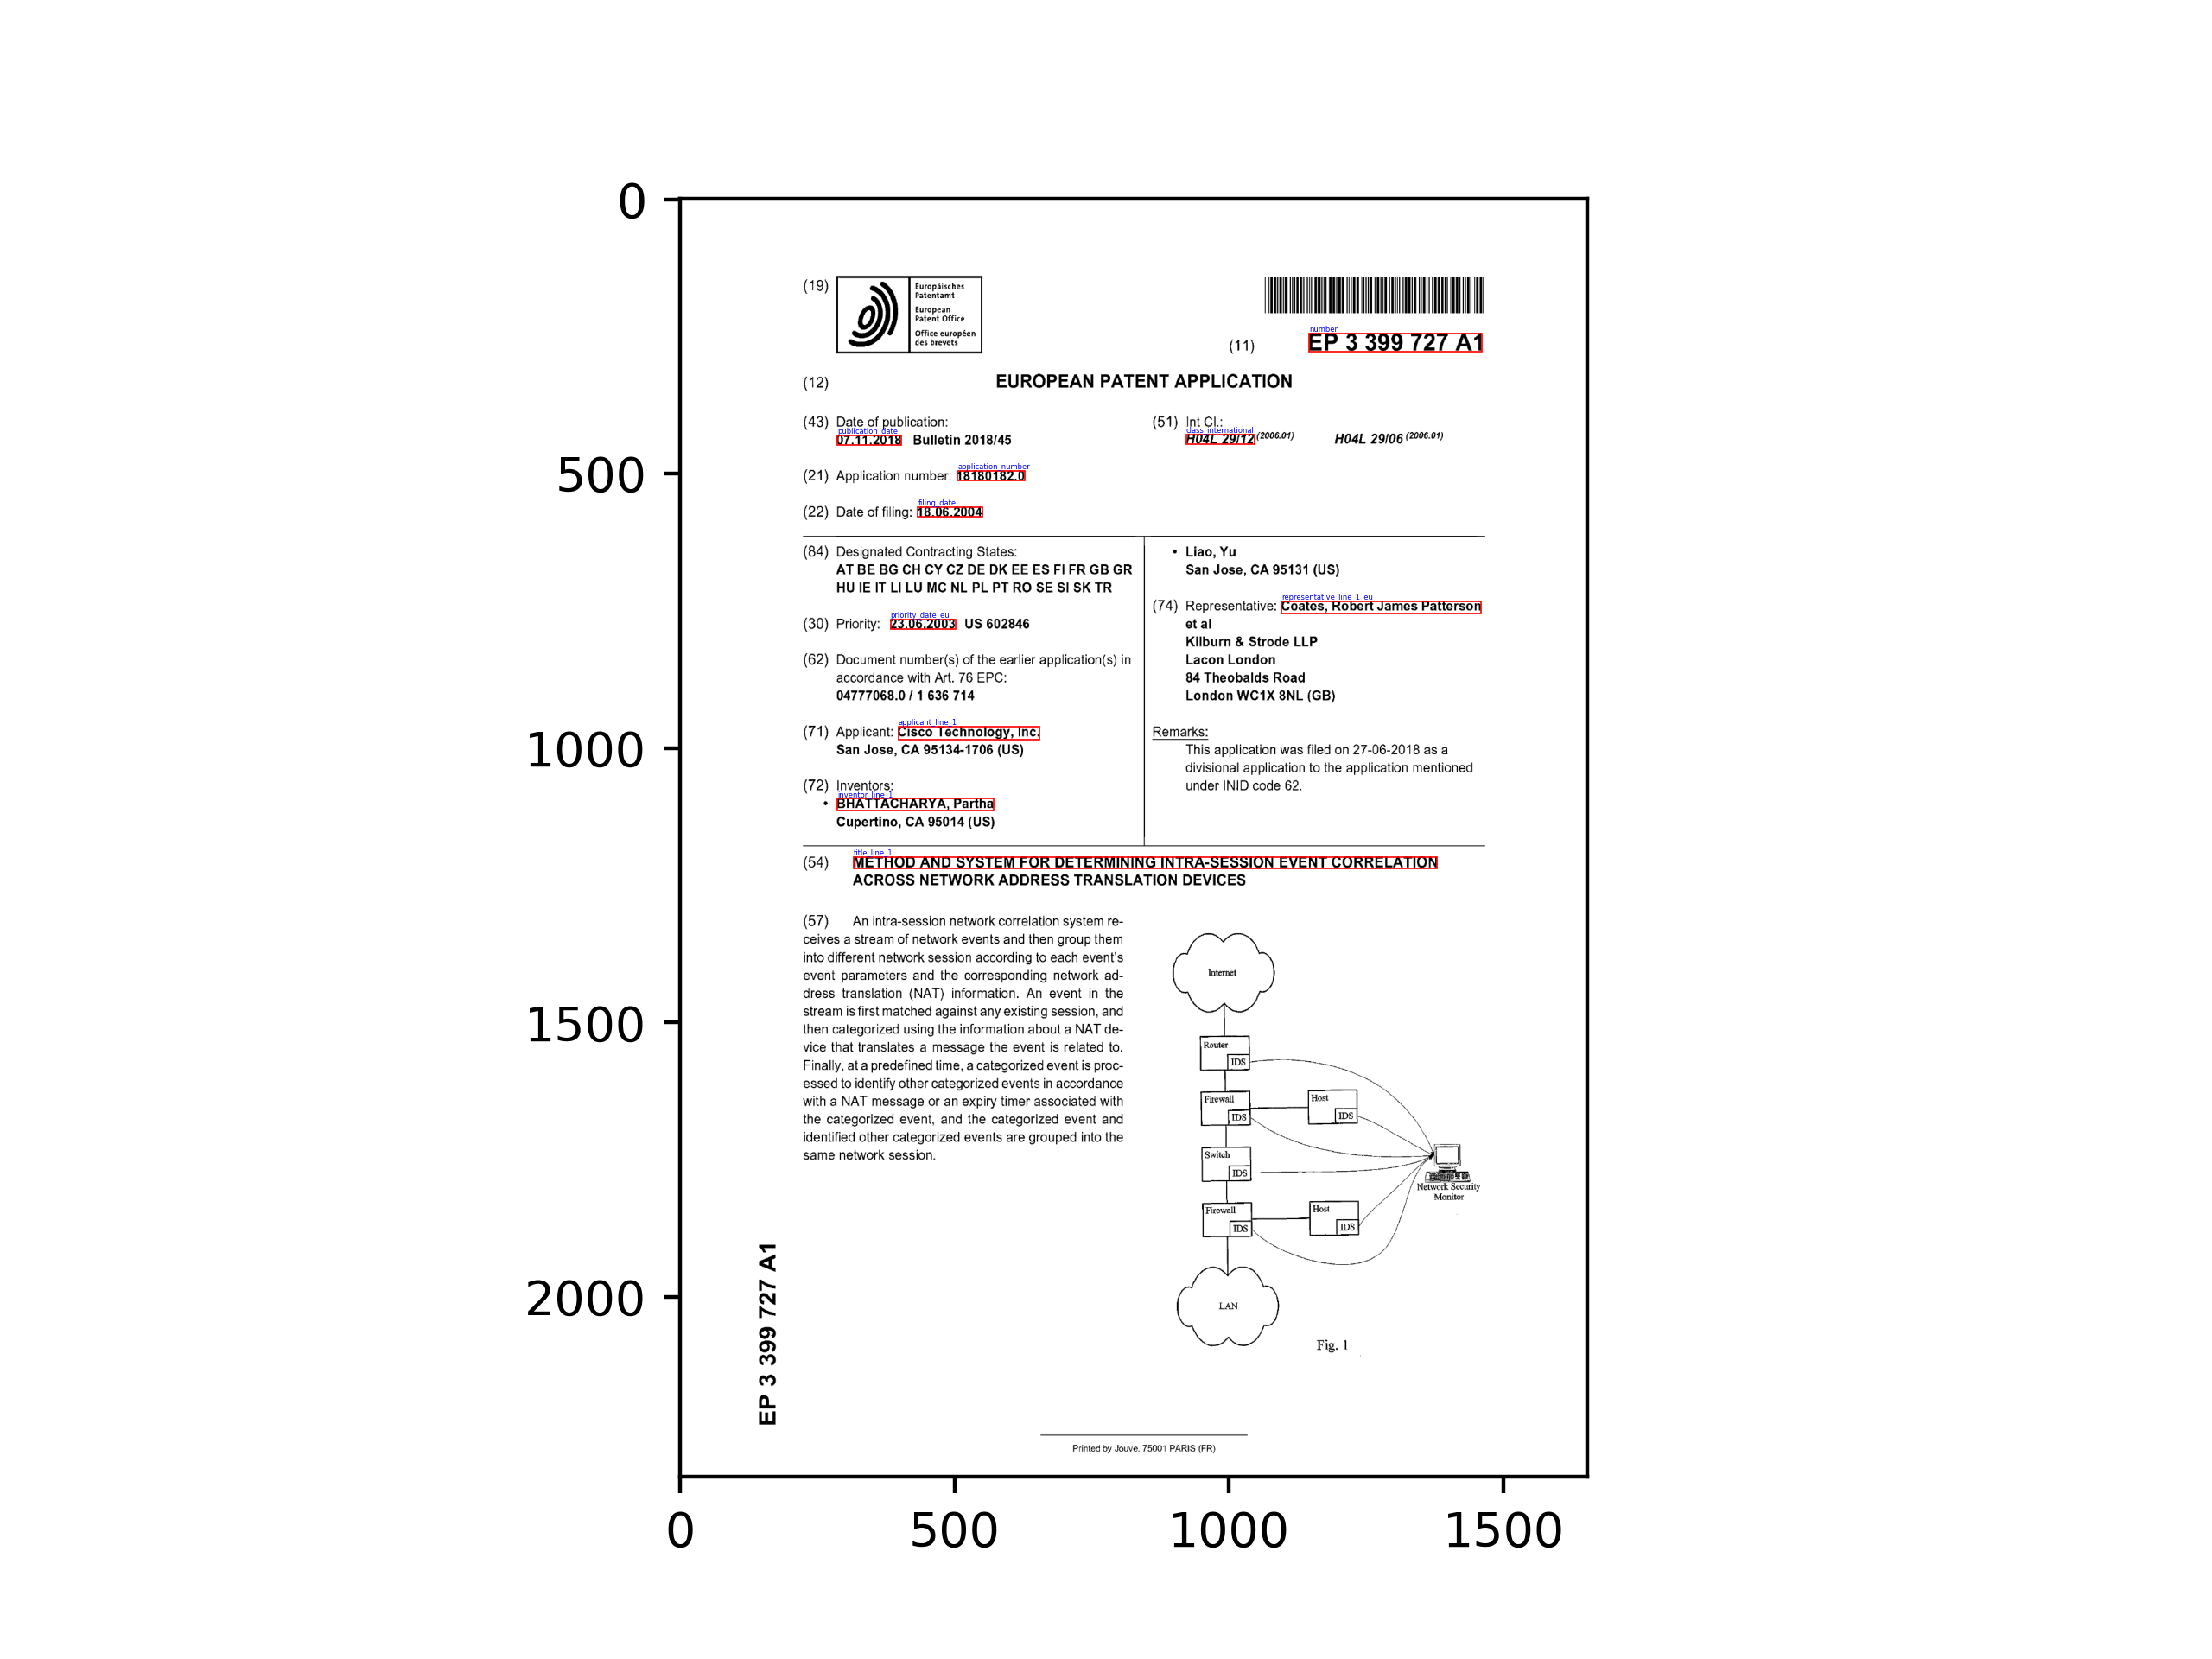 0
500
1000
1500
2000
0
500
1000
1500
(19)
Europäisches
Patentamt
European
Patent Office
Office européen
des brevets
number
(11)
EP 3 399 727 A1
(12)
EUROPEAN PATENT APPLICATION
(43) Date of publication:
publication_date
07.11.2018 Bulletin 2018/45
(51) Int Cl.:
class_international
H04L 29/12 (2006.01) H04L 29/06 (2006.01)
application_number
(21) Application number: 18180182.0
filing_date
(22) Date of filing: 18.06.2004
(84) Designated Contracting States:
AT BE BG CH CY CZ DE DK EE ES FI FR GB GR
HU IE IT LI LU MC NL PL PT RO SE SI SK TR
priority_date_eu
(30) Priority: 23.06.2003 US 602846
(62) Document number(s) of the earlier application(s) in
accordance with Art. 76 EPC:
04777068.0 / 1 636 714
applicant_line_1
(71) Applicant: Cisco Technology, Inc.
San Jose, CA 95134-1706 (US)
(72) Inventors:
inventor_line_1
• BHATTACHARYA, Partha
Cupertino, CA 95014 (US)
• Liao, Yu
San Jose, CA 95131 (US)
representative_line_1_eu
(74) Representative: Coates, Robert James Patterson
et al
Kilburn & Strode LLP
Lacon London
84 Theobalds Road
London WC1X 8NL (GB)
Remarks:
This application was filed on 27-06-2018 as a
divisional application to the application mentioned
under INID code 62.
title_line_1
(54) METHOD AND SYSTEM FOR DETERMINING INTRA-SESSION EVENT CORRELATION
ACROSS NETWORK ADDRESS TRANSLATION DEVICES
(57) An intra-session network correlation system re-
ceives a stream of network events and then group them
into different network session according to each event's
event parameters and the corresponding network ad-
dress translation (NAT) information. An event in the
stream is first matched against any existing session, and
then categorized using the information about a NAT de-
vice that translates a message the event is related to.
Finally, at a predefined time, a categorized event is proc-
essed to identify other categorized events in accordance
with a NAT message or an expiry timer associated with
the categorized event, and the categorized event and
identified other categorized events are grouped into the
same network session.
Internet
Router
IDS
Firewall
IDS
Host
IDS
Switch
IDS
Network Security
Monitor
Firewall
IDS
Host
IDS
LAN
Fig. 1
EP 3 399 727 A1
Printed by Jouve, 75001 PARIS (FR)